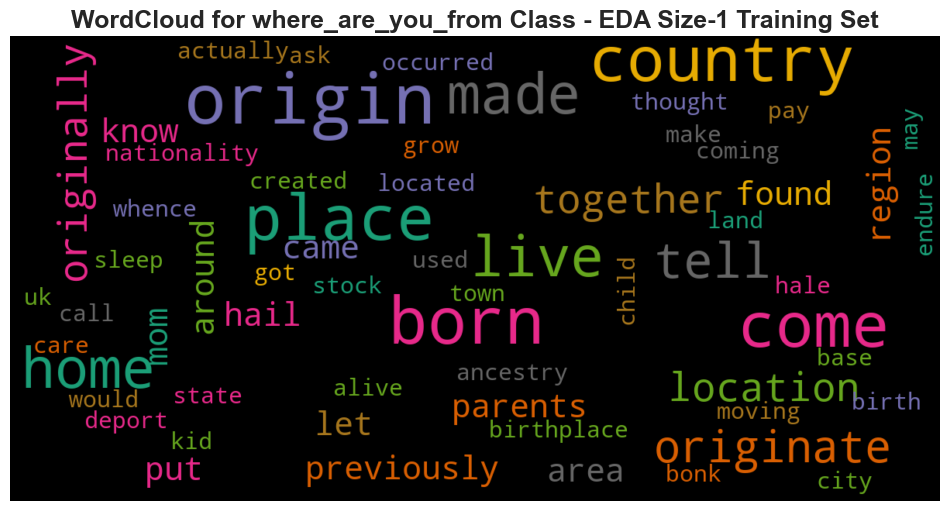 WordCloud for where_are_you_from Class - EDA Size-1 Training Set
actually ask occurred country
originally origin made thought pay may
know nationality grow make coming region
created located together found endure
whence place land
sleep around came used live tell
uk got stock town child hale
call hail born come
care mom home ancestry base
would state alive location birth
deport parents moving
kid let birthplace originate
put previously area bonk city